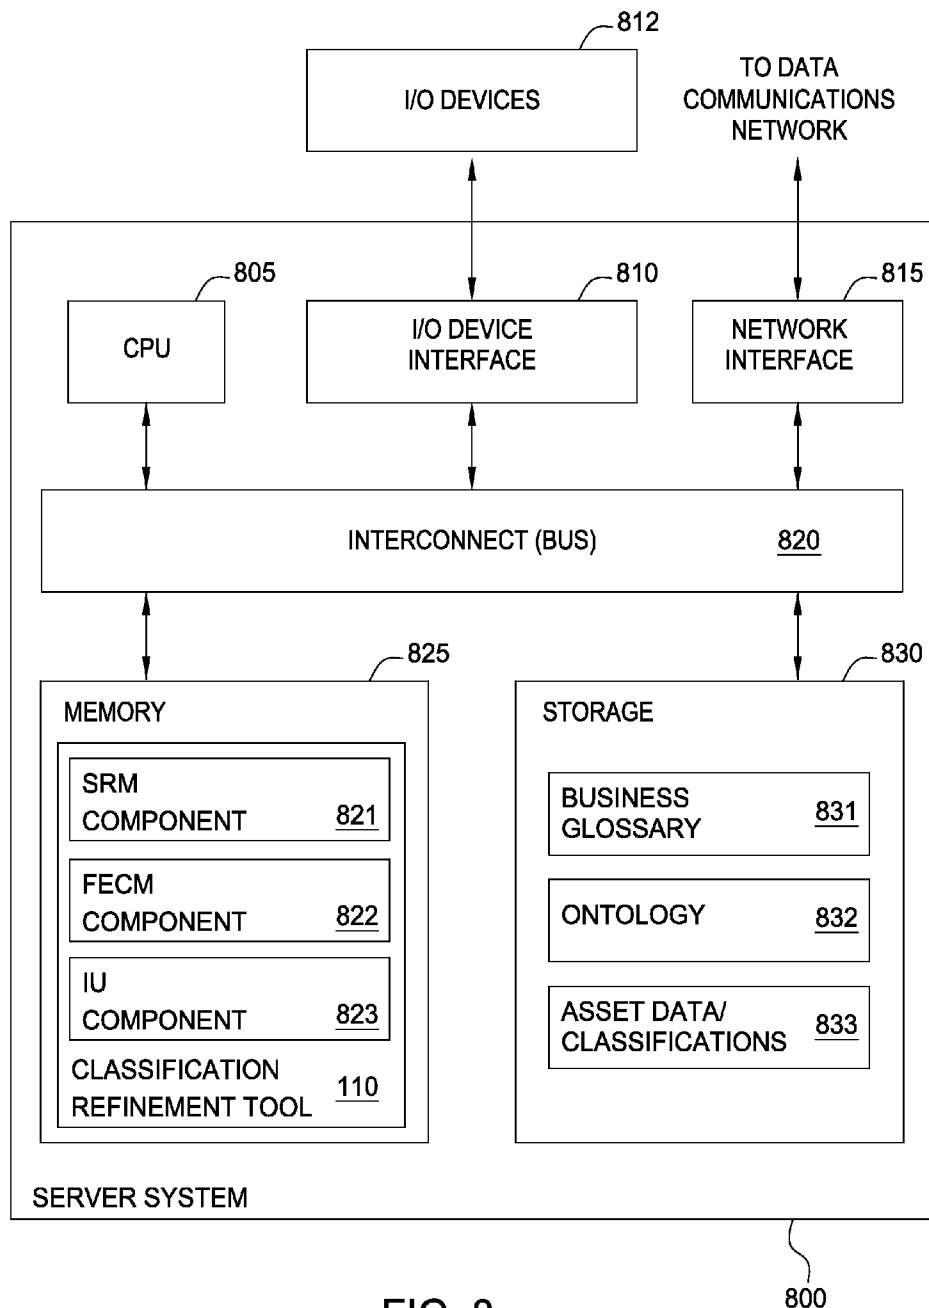 812
I/O DEVICES
TO DATA
COMMUNICATIONS
NETWORK
805
810
815
CPU
I/O DEVICE
INTERFACE
NETWORK
INTERFACE
INTERCONNECT (BUS)
820
825
830
MEMORY
SRM
COMPONENT
821
FECM
COMPONENT
822
IU
COMPONENT
823
CLASSIFICATION
REFINEMENT TOOL
110
STORAGE
BUSINESS
GLOSSARY
831
ONTOLOGY
832
ASSET DATA/
CLASSIFICATIONS
833
SERVER SYSTEM
800
FIG. 8